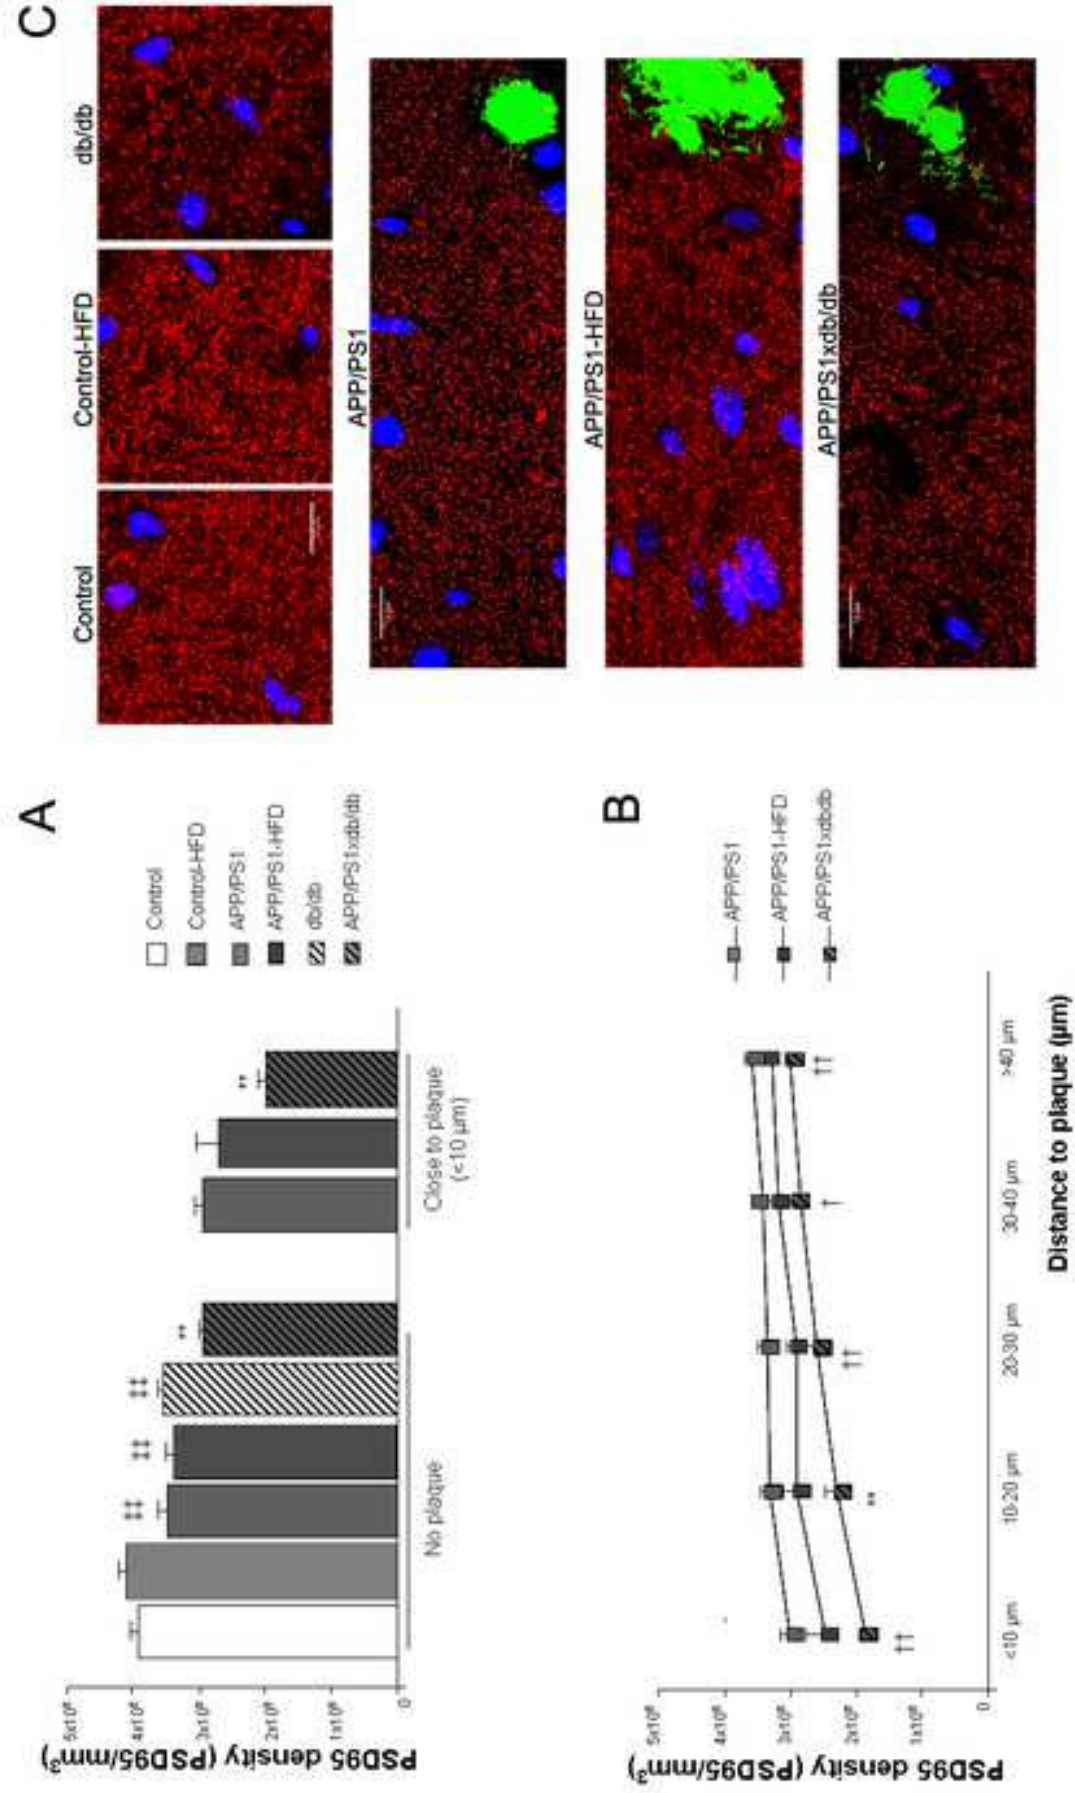 A
PSD95 density (PSD95/mm³)
5x10⁸
4x10⁸
3x10⁸
2x10⁸
1x10⁸
0
‡‡
‡‡
‡‡
**
**
No plaque
Close to plaque
(<10 µm)
Control
Control-HFD
APP/PS1
APP/PS1-HFD
db/db
APP/PS1xdb/db
B
PSD95 density (PSD95/mm³)
5x10⁸
4x10⁸
3x10⁸
2x10⁸
1x10⁸
0
††
**
††
†
††
<10 µm
10-20 µm
20-30 µm
30-40 µm
>40 µm
Distance to plaque (µm)
APP/PS1
APP/PS1-HFD
APP/PS1xdbdb
C
Control
Control-HFD
db/db
APP/PS1
APP/PS1-HFD
APP/PS1xdb/db